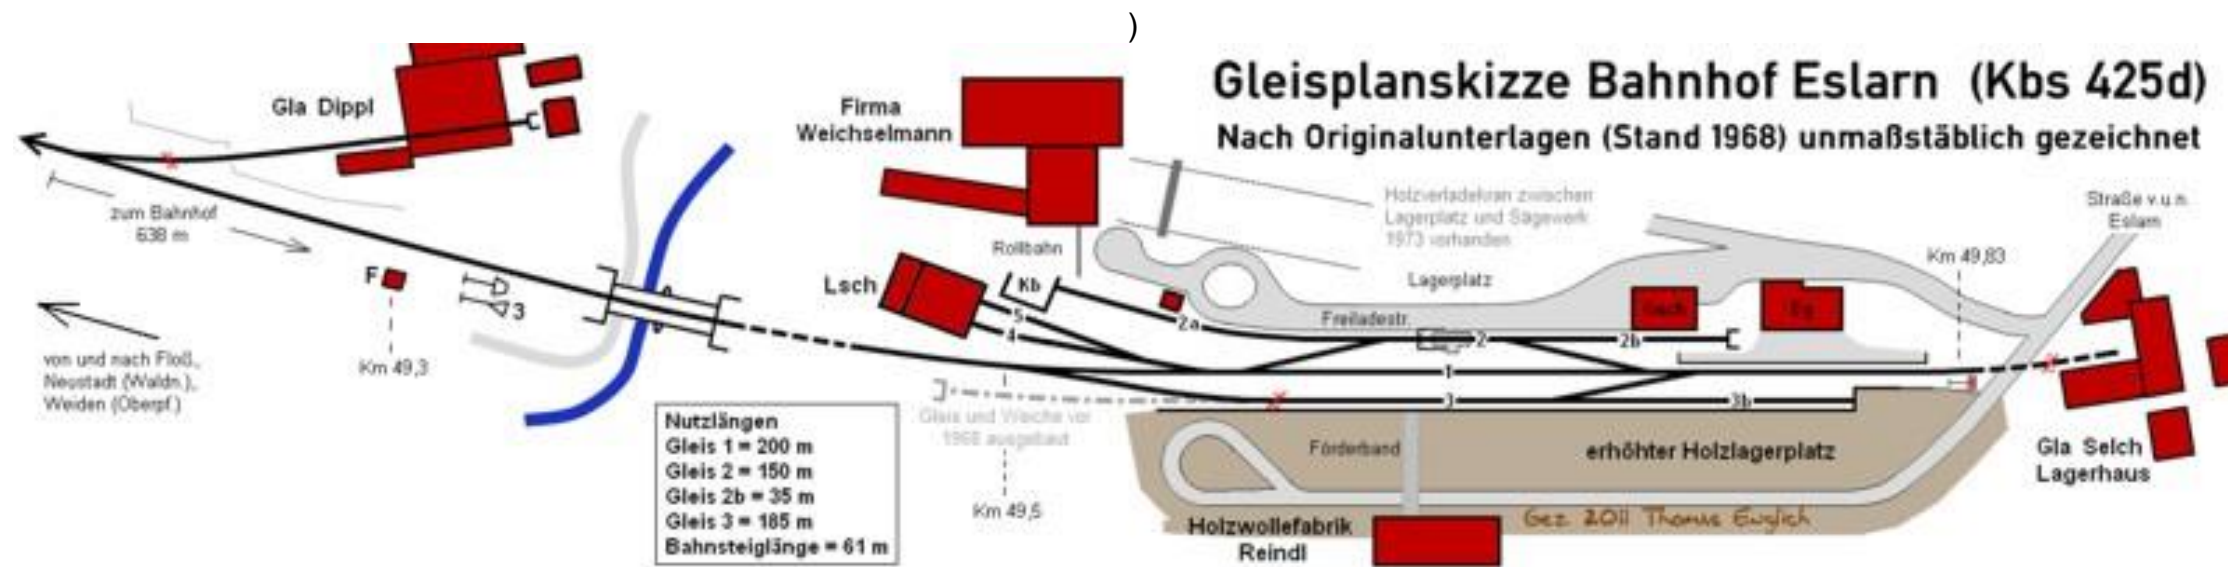 )
Gleisplanskizze Bahnhof Eslarn (Kbs 425d)
Nach Originalunterlagen (Stand 1968) unmaßstäblich gezeichnet
Gla Dippl
Firma
Weichselmann
Holzverladekran zwischen
Lagerplatz und Sägewerk
1973 vorhanden
Straße v.u.n.
Eslarn
zum Bahnhof
638 m
Rollbahn
Km 49,83
F
3
Lsch
Kb
Lagerplatz
5
4
2a
Freiladestr.
2
2b
von und nach Floß,
Neustadt (Waldn.),
Weiden (Oberpf.)
Km 49,3
1
3
3b
Gleis und Weiche vor
1968 ausgebaut
Nutzlängen
Gleis 1 = 200 m
Gleis 2 = 150 m
Gleis 2b = 35 m
Gleis 3 = 185 m
Bahnsteiglänge = 61 m
Förderband
erhöhter Holzlagerplatz
Gla Selch
Lagerhaus
Km 49,5
Holzwollefabrik
Reindl
Gez. 2011 Thomas Englich